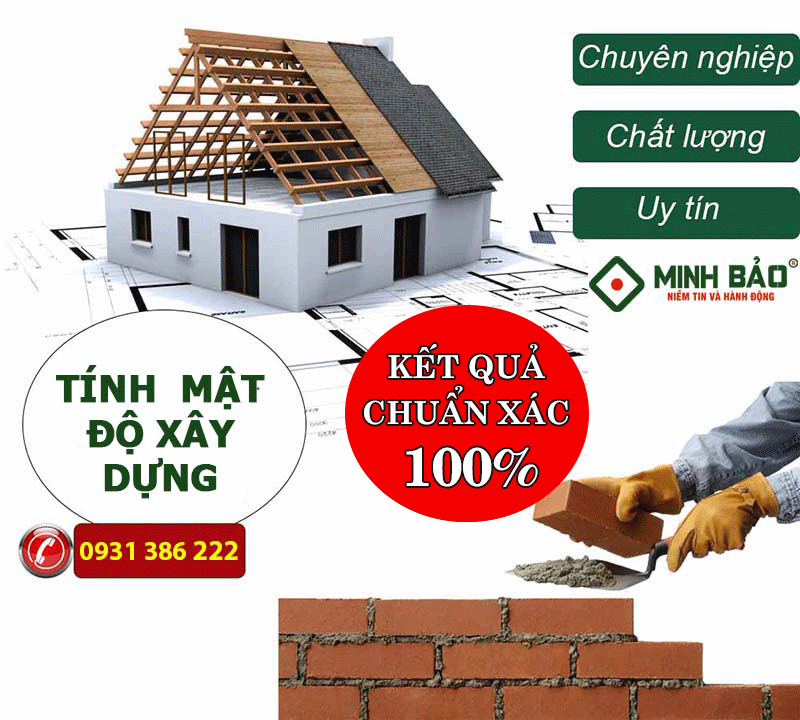 Chuyên nghiệp
Chất lượng
Uy tín
MINH BẢO®
NIỀM TIN VÀ HÀNH ĐỘNG
TÍNH MẬT
ĐỘ XÂY
DỰNG
KẾT QUẢ
CHUẨN XÁC
100%
0931 386 222